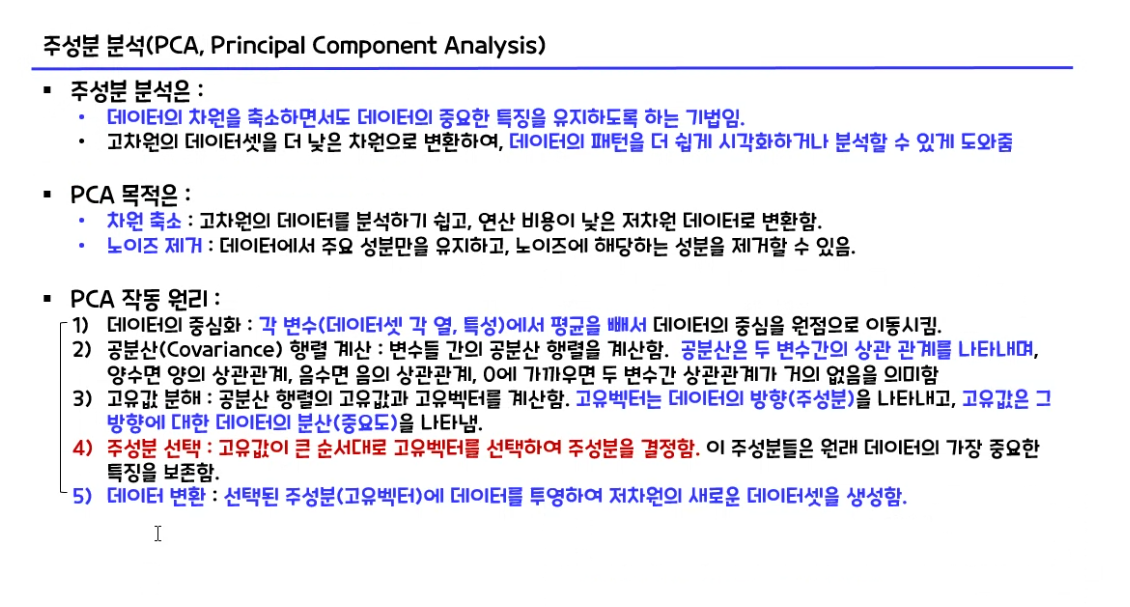 주성분 분석(PCA, Principal Component Analysis)
▪ 주성분 분석은 :
• 데이터의 차원을 축소하면서도 데이터의 중요한 특징을 유지하도록 하는 기법임.
• 고차원의 데이터셋을 더 낮은 차원으로 변환하여, 데이터의 패턴을 더 쉽게 시각화하거나 분석할 수 있게 도와줌
▪ PCA 목적은 :
• 차원 축소 : 고차원의 데이터를 분석하기 쉽고, 연산 비용이 낮은 저차원 데이터로 변환함.
• 노이즈 제거 : 데이터에서 주요 성분만을 유지하고, 노이즈에 해당하는 성분을 제거할 수 있음.
▪ PCA 작동 원리 :
1) 데이터의 중심화 : 각 변수(데이터셋 각 열, 특성)에서 평균을 빼서 데이터의 중심을 원점으로 이동시킴.
2) 공분산(Covariance) 행렬 계산 : 변수들 간의 공분산 행렬을 계산함. 공분산은 두 변수간의 상관 관계를 나타내며,
양수면 양의 상관관계, 음수면 음의 상관관계, 0에 가까우면 두 변수간 상관관계가 거의 없음을 의미함
3) 고유값 분해 : 공분산 행렬의 고유값과 고유벡터를 계산함. 고유벡터는 데이터의 방향(주성분)을 나타내고, 고유값은 그
방향에 대한 데이터의 분산(중요도)을 나타냄.
4) 주성분 선택 : 고유값이 큰 순서대로 고유벡터를 선택하여 주성분을 결정함. 이 주성분들은 원래 데이터의 가장 중요한
특징을 보존함.
5) 데이터 변환 : 선택된 주성분(고유벡터)에 데이터를 투영하여 저차원의 새로운 데이터셋을 생성함.